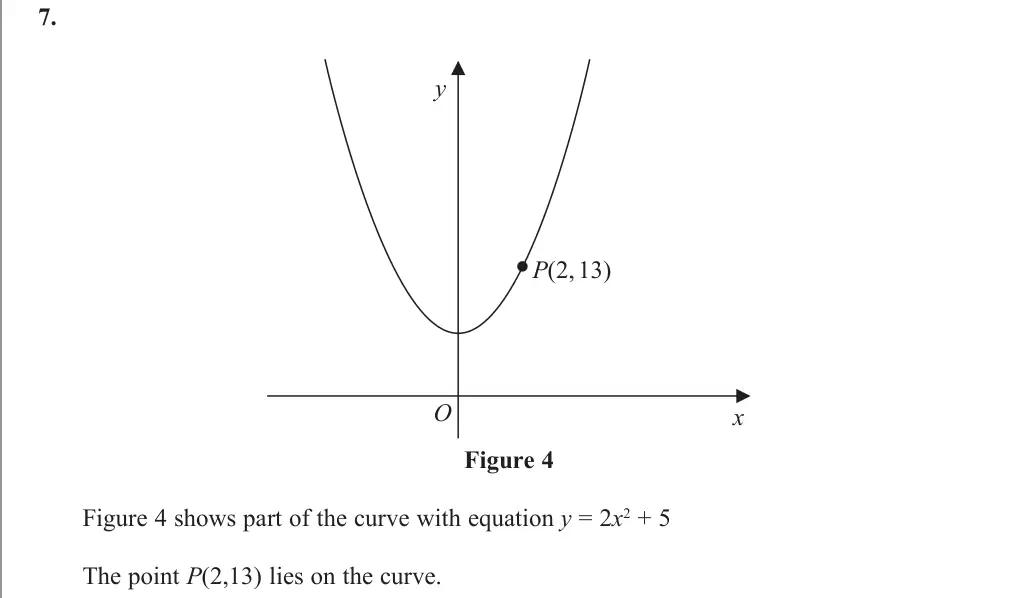 7.
y
P(2, 13)
O
x
Figure 4
Figure 4 shows part of the curve with equation y = 2x² + 5
The point P(2,13) lies on the curve.